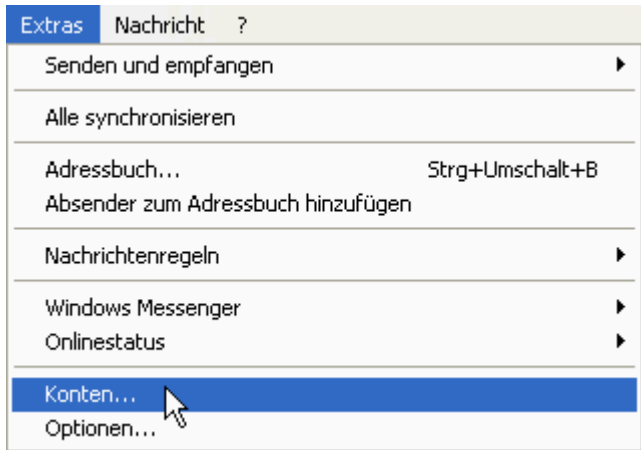 Extras Nachricht ?
Senden und empfangen
Alle synchronisieren
Adressbuch... Strg+Umschalt+B
Absender zum Adressbuch hinzufügen
Nachrichtenregeln
Windows Messenger
Onlinestatus
Konten...
Optionen...